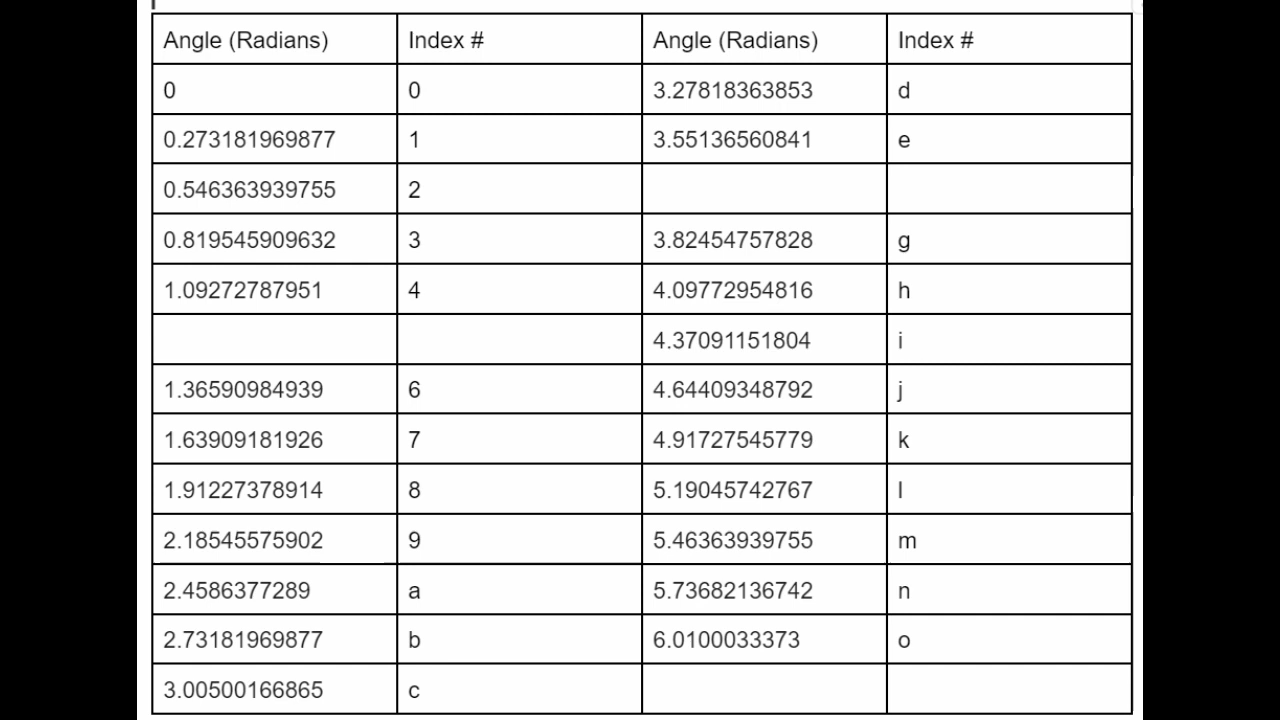 Angle (Radians) Index # Angle (Radians) Index #
0 0 3.27818363853 d
0.273181969877 1 3.55136560841 e
0.546363939755 2
0.819545909632 3 3.82454757828 g
1.09272787951 4 4.09772954816 h
4.37091151804 i
1.36590984939 6 4.64409348792 j
1.63909181926 7 4.91727545779 k
1.91227378914 8 5.19045742767 l
2.18545575902 9 5.46363939755 m
2.4586377289 a 5.73682136742 n
2.73181969877 b 6.0100033373 o
3.00500166865 c